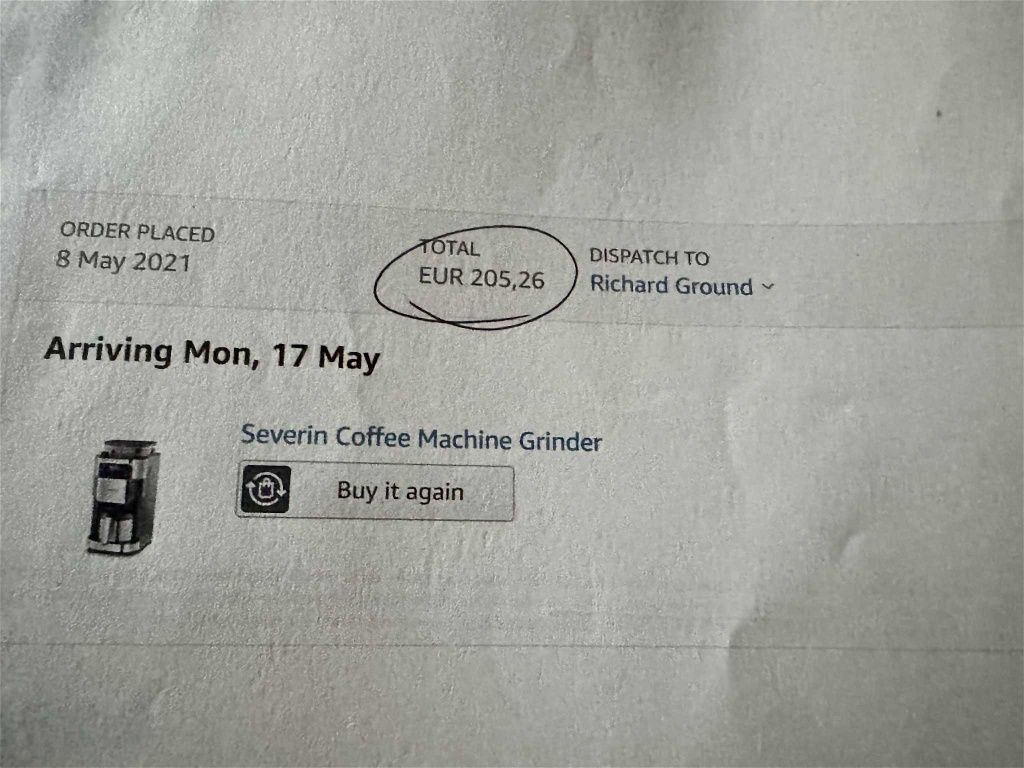 ORDER PLACED
8 May 2021
TOTAL
EUR 205,26
DISPATCH TO
Richard Ground
Arriving Mon, 17 May
Severin Coffee Machine Grinder
Buy it again